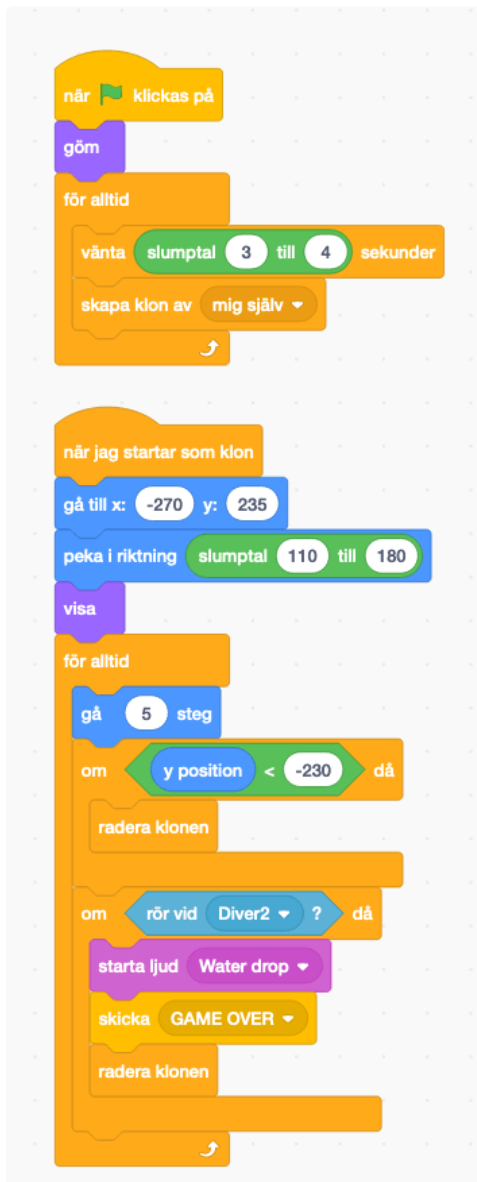 när klickas på
göm
för alltid
vänta slumptal 3 till 4 sekunder
skapa klon av mig själv
när jag startar som klon
gå till x: -270 y: 235
peka i riktning slumptal 110 till 180
visa
för alltid
gå 5 steg
om y position < -230 då
radera klonen
om rör vid Diver2 ? då
starta ljud Water drop
skicka GAME OVER
radera klonen